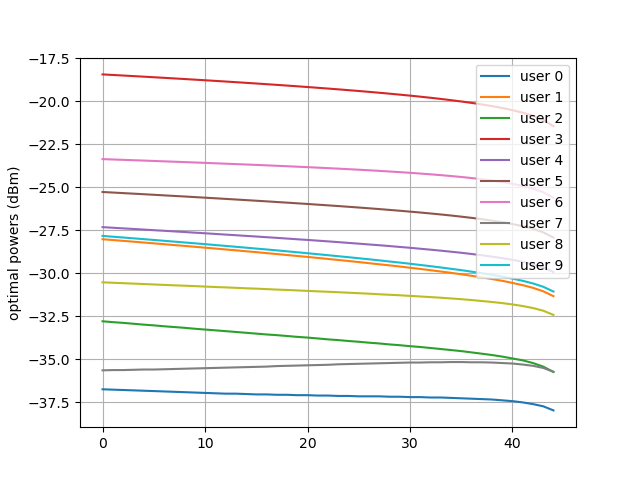 optimal powers (dBm)
−17.5
−20.0
−22.5
−25.0
−27.5
−30.0
−32.5
−35.0
−37.5
0
10
20
30
40
user 0
user 1
user 2
user 3
user 4
user 5
user 6
user 7
user 8
user 9